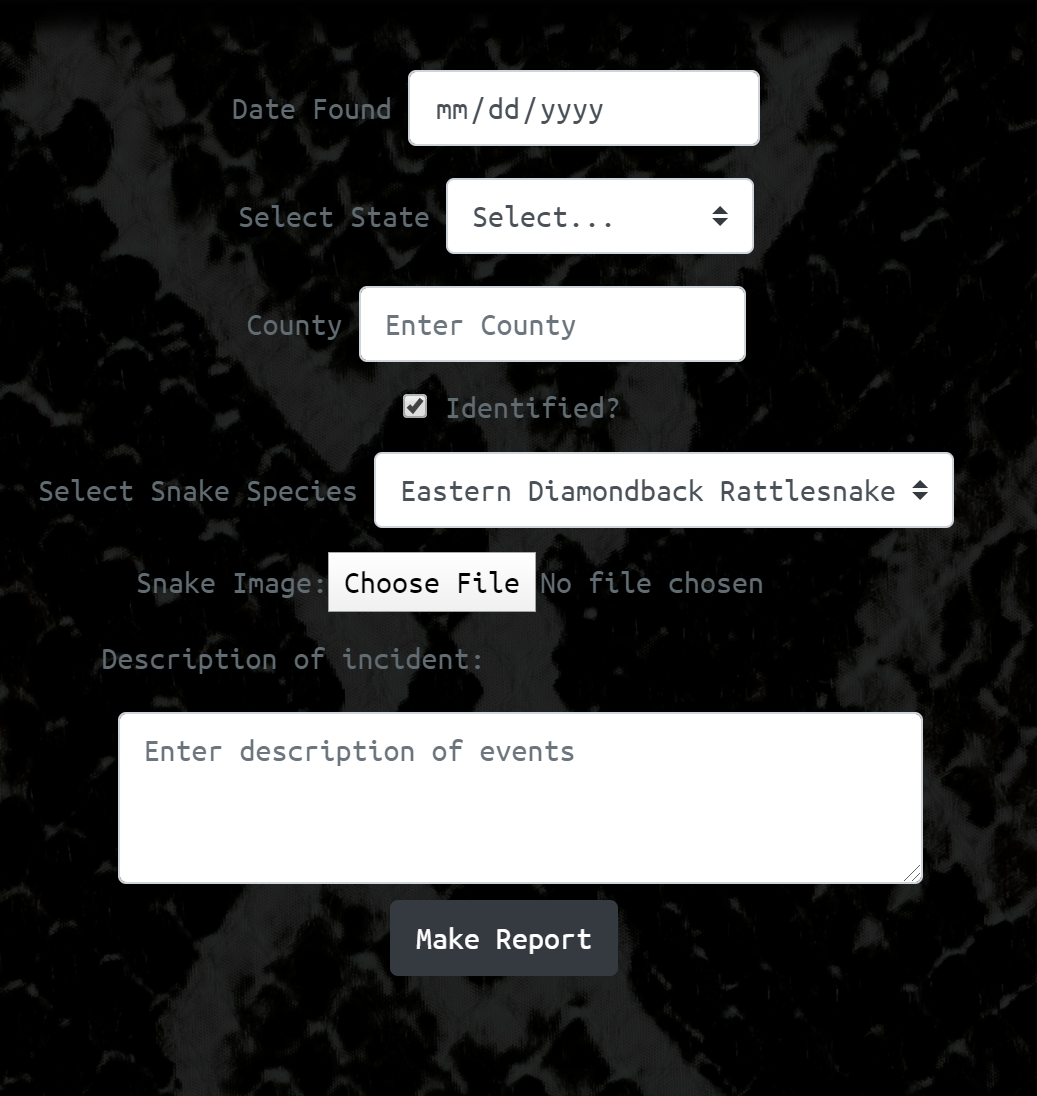 Date Found mm/dd/yyyy
Select State Select...
County Enter County
Identified?
Select Snake Species Eastern Diamondback Rattlesnake
Snake Image: Choose File No file chosen
Description of incident:
Enter description of events
Make Report